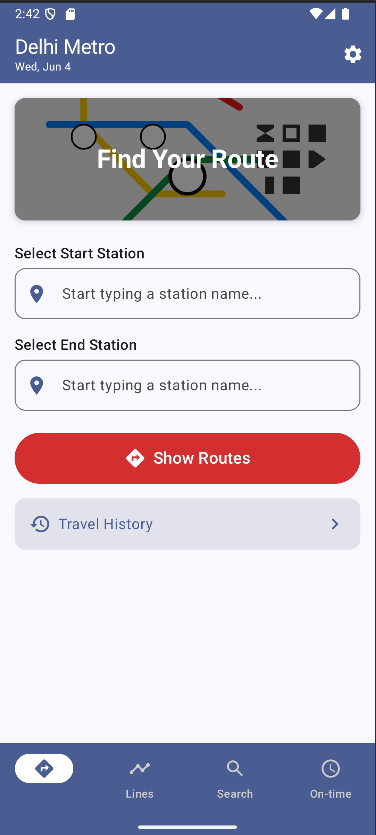 2:42
Delhi Metro
Wed, Jun 4
Find Your Route
Select Start Station
Start typing a station name...
Select End Station
Start typing a station name...
Show Routes
Travel History
Lines
Search
On-time